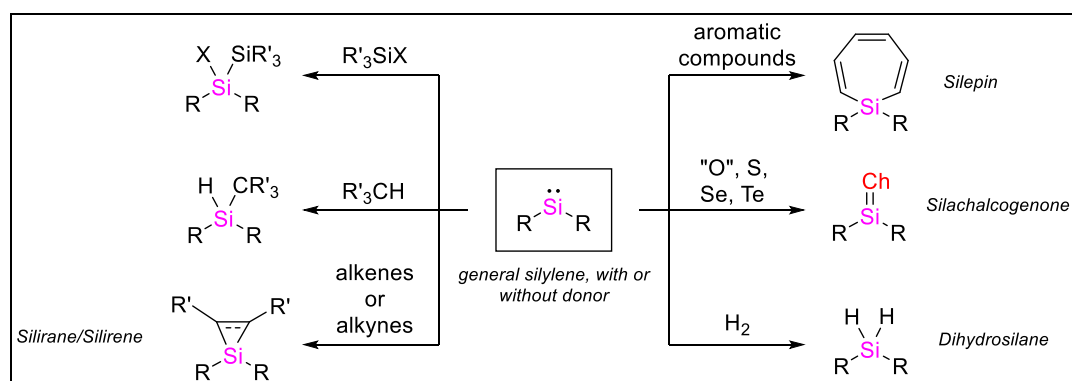 X SiR'3
Si
R R
R'3SiX
aromatic
compounds
Si
R R
Silepin
H CR'3
Si
R R
R'3CH
Si
R R
general silylene, with or
without donor
"O", S,
Se, Te
Ch
Si
R R
Silachalcogenone
Silirane/Silirene
R' R'
Si
R R
alkenes
or
alkynes
H2
H H
Si
R R
Dihydrosilane